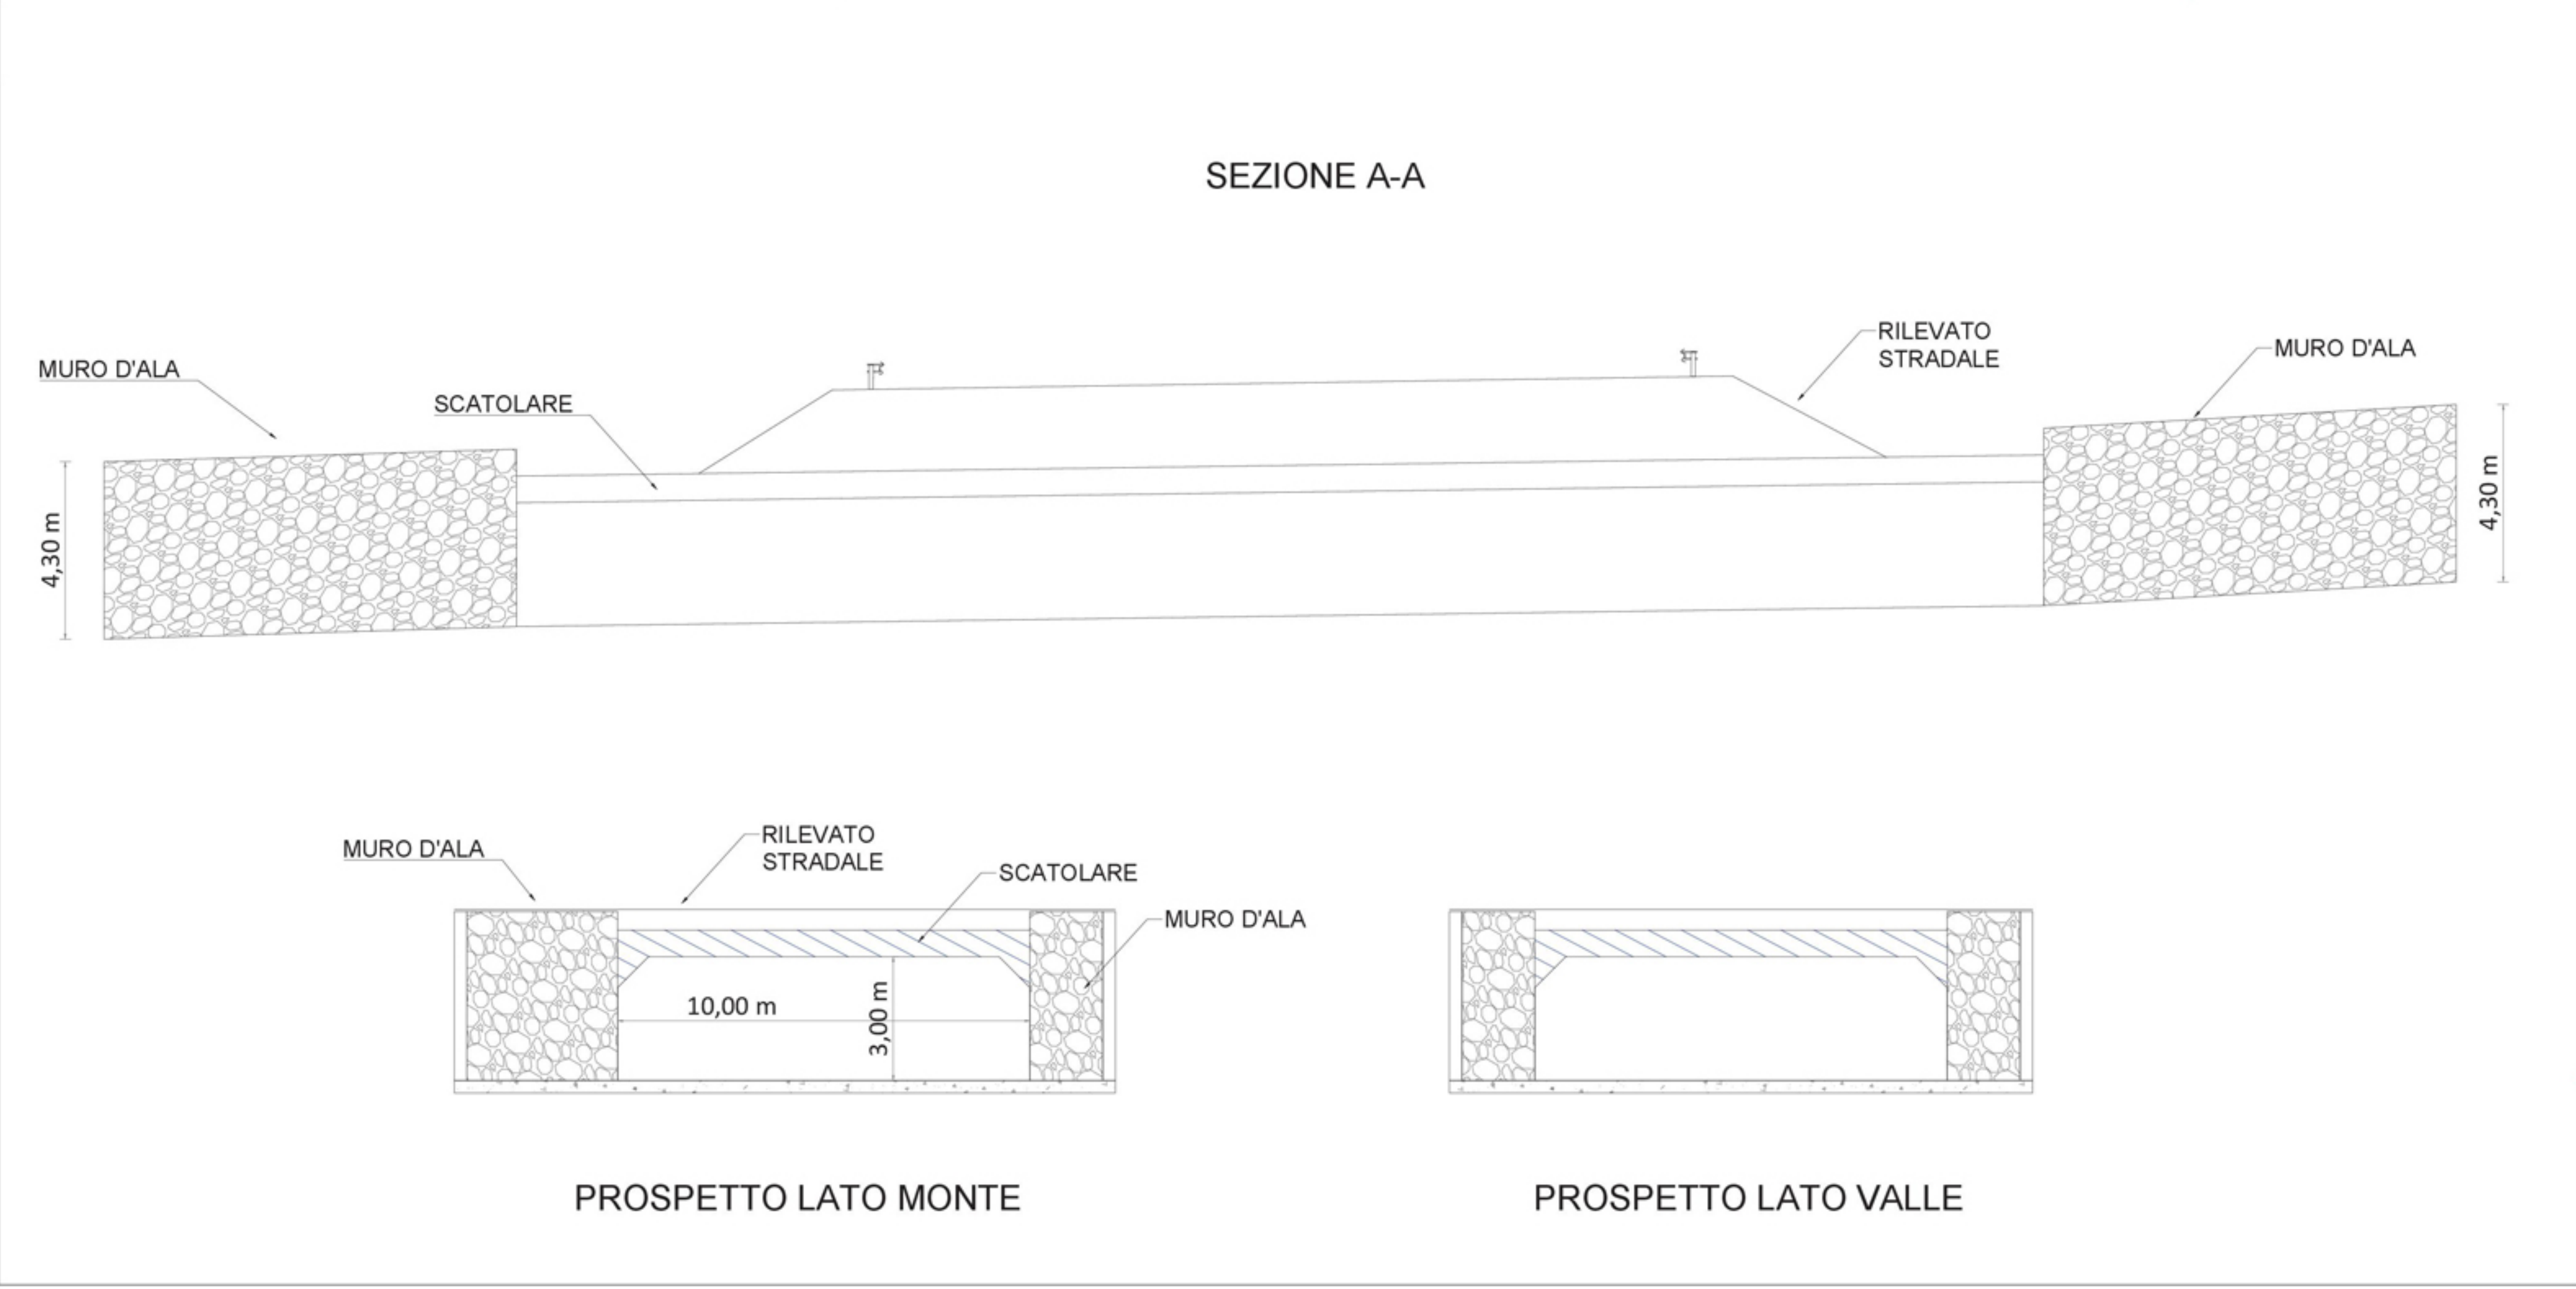 SEZIONE A-A
RILEVATO
STRADALE
MURO D'ALA
MURO D'ALA
SCATOLARE
4,30 m
4,30 m
RILEVATO
STRADALE
MURO D'ALA
SCATOLARE
MURO D'ALA
10,00 m
3,00 m
PROSPETTO LATO MONTE
PROSPETTO LATO VALLE